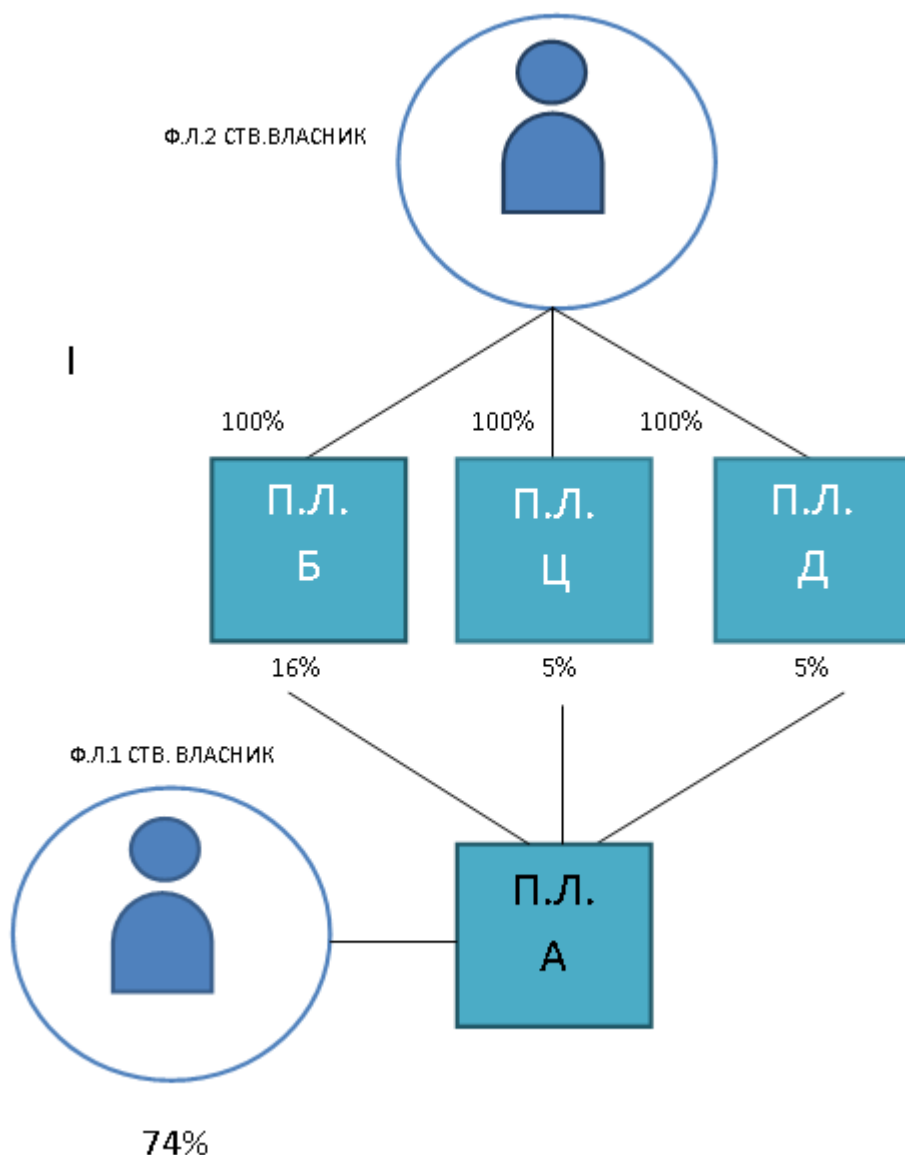 Ф.Л.2 СТВ.ВЛАСНИК
I
100%
100%
100%
П.Л.
Б
П.Л.
Ц
П.Л.
Д
16%
5%
5%
Ф.Л.1 СТВ. ВЛАСНИК
П.Л.
А
74%